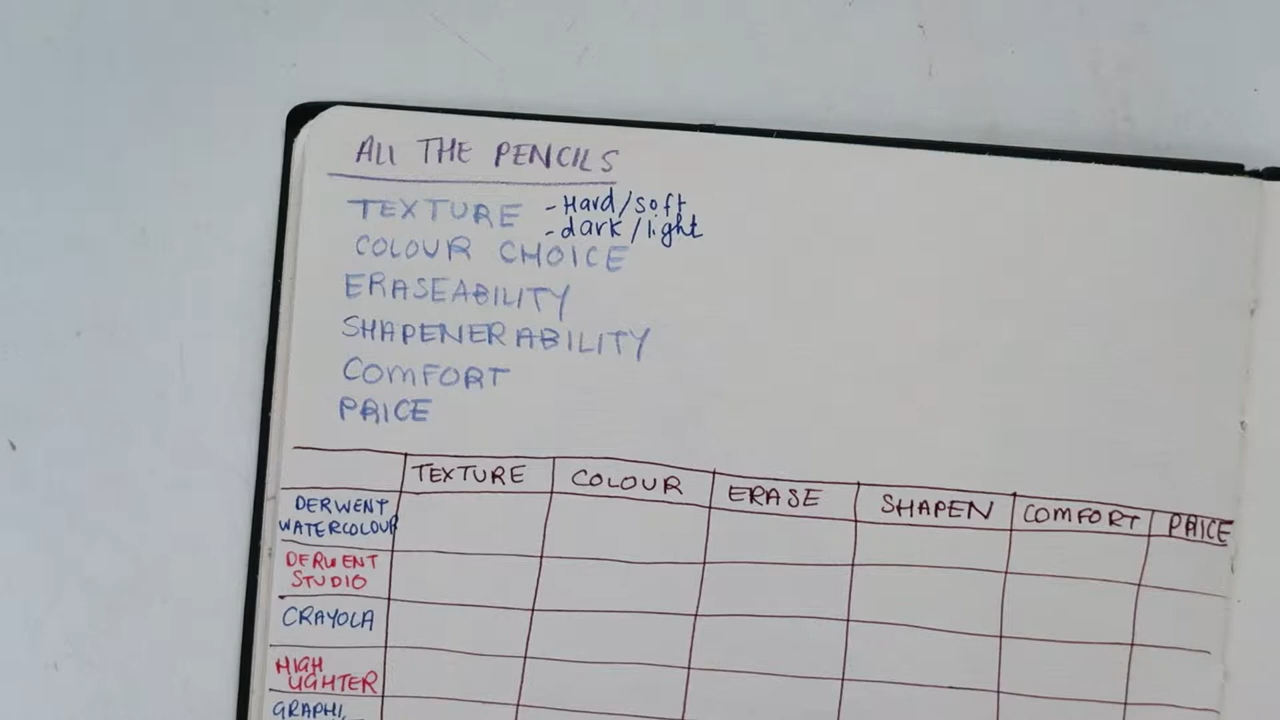 All THE PENCILS
TEXTURE - Hard/soft
- dark/light
COLOUR CHOICE
ERASEABILITY
SHAPENERABILITY
COMFORT
PRICE
TEXTURE COLOUR ERASE SHAPEN COMFORT PRICE
DERWENT
WATERCOLOUR
DERWENT
STUDIO
CRAYOLA
HIGH
LIGHTER